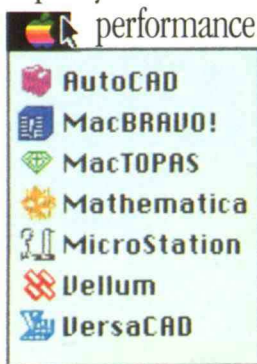 performance
AutoCAD
MacBRAVO!
MacTOPAS
Mathematica
MicroStation
Vellum
VersaCAD